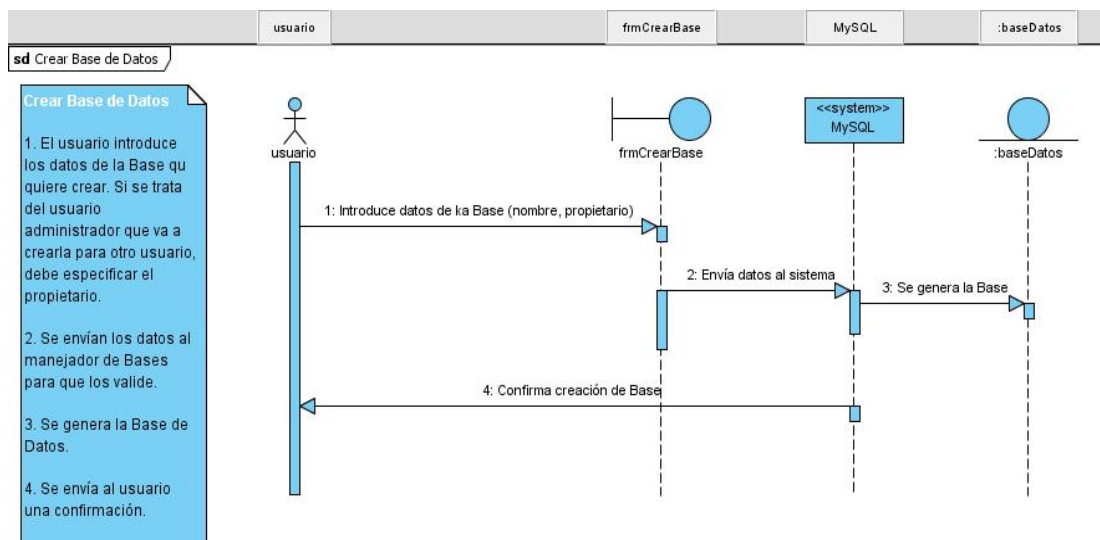 usuario
frmCrearBase
MySQL
:baseDatos
sd Crear Base de Datos
Crear Base de Datos
1. El usuario introduce
los datos de la Base qu
quiere crear. Si se trata
del usuario
administrador que va a
crearla para otro usuario,
debe especificar el
propietario.
2. Se envían los datos al
manejador de Bases
para que los valide.
3. Se genera la Base de
Datos.
4. Se envía al usuario
una confirmación.
usuario
frmCrearBase
<<system>>
MySQL
:baseDatos
1: Introduce datos de ka Base (nombre, propietario)
2: Envía datos al sistema
3: Se genera la Base
4: Confirma creación de Base